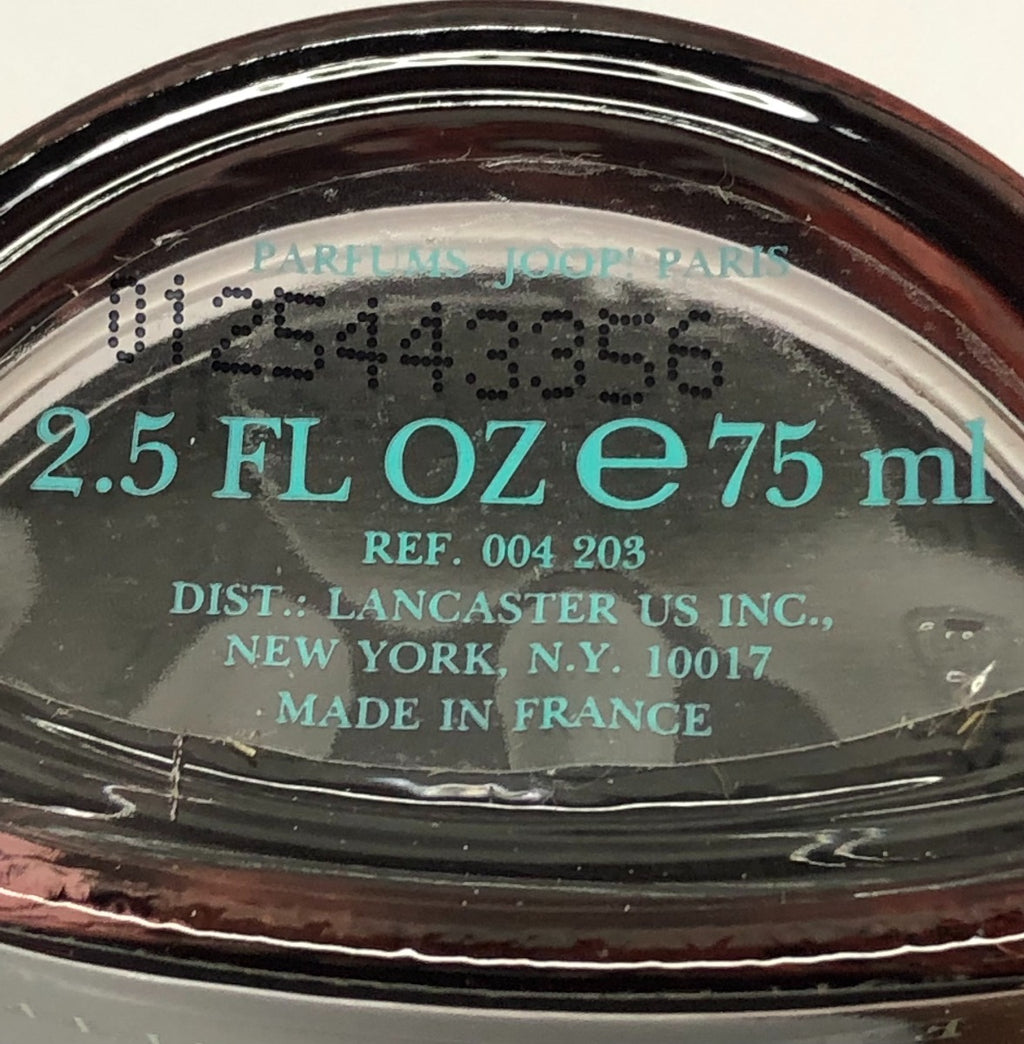 PARFUMS JOOP! PARIS
0125443356
2.5 FL OZ e 75 ml
REF. 004 203
DIST.: LANCASTER US INC.,
NEW YORK, N.Y. 10017
MADE IN FRANCE